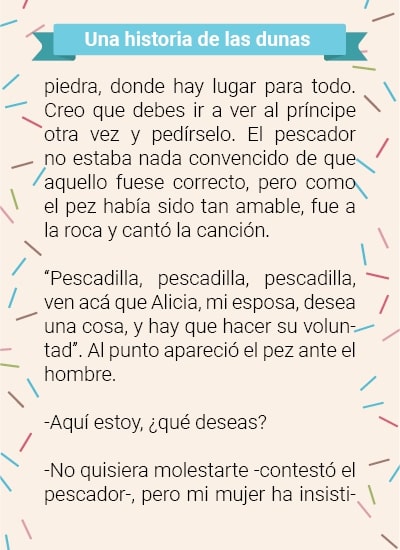 Una historia de las dunas
piedra, donde hay lugar para todo.
Creo que debes ir a ver al príncipe
otra vez y pedírselo. El pescador
no estaba nada convencido de que
aquello fuese correcto, pero como
el pez había sido tan amable, fue a
la roca y cantó la canción.
“Pescadilla, pescadilla, pescadilla,
ven acá que Alicia, mi esposa, desea
una cosa, y hay que hacer su volun-
tad”. Al punto apareció el pez ante el
hombre.
-Aquí estoy, ¿qué deseas?
-No quisiera molestarte -contestó el
pescador-, pero mi mujer ha insisti-